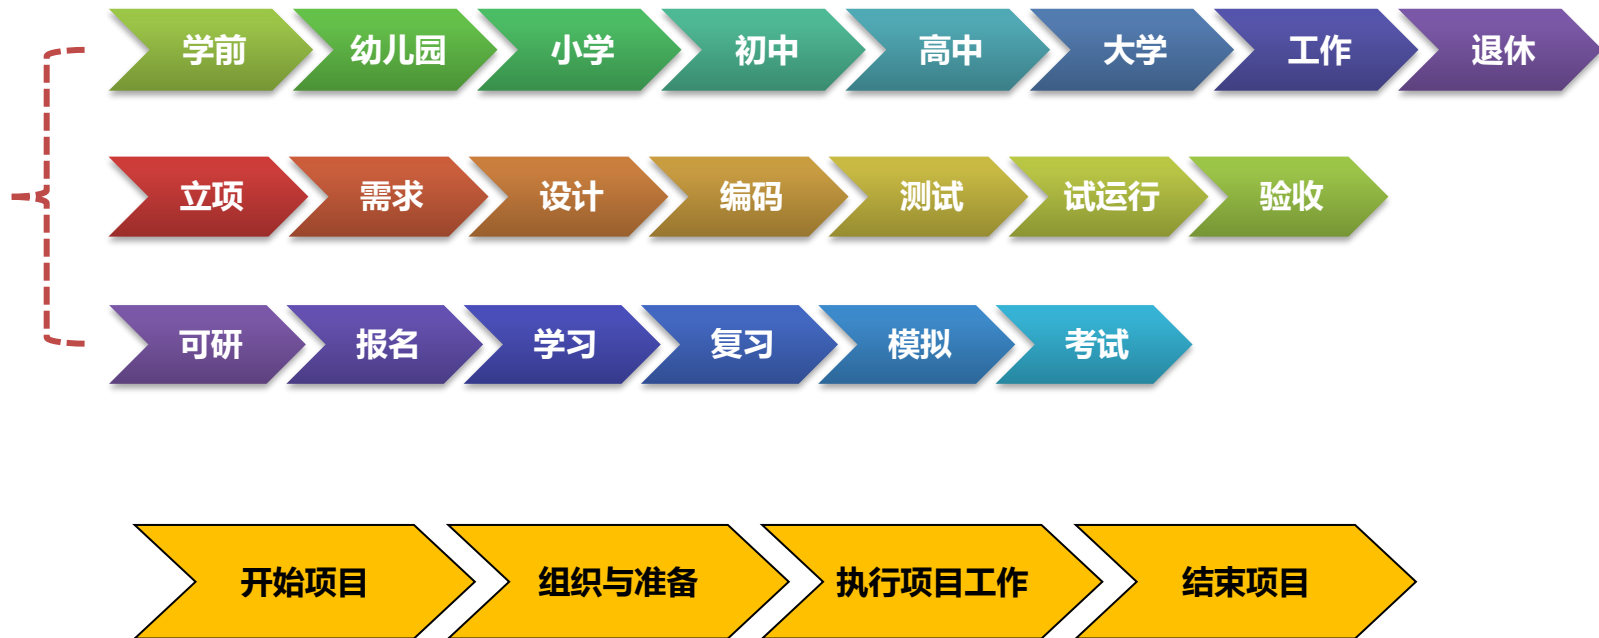 学前 幼儿园 小学 初中 高中 大学 工作 退休
立项 需求 设计 编码 测试 试运行 验收
可研 报名 学习 复习 模拟 考试
开始项目 组织与准备 执行项目工作 结束项目